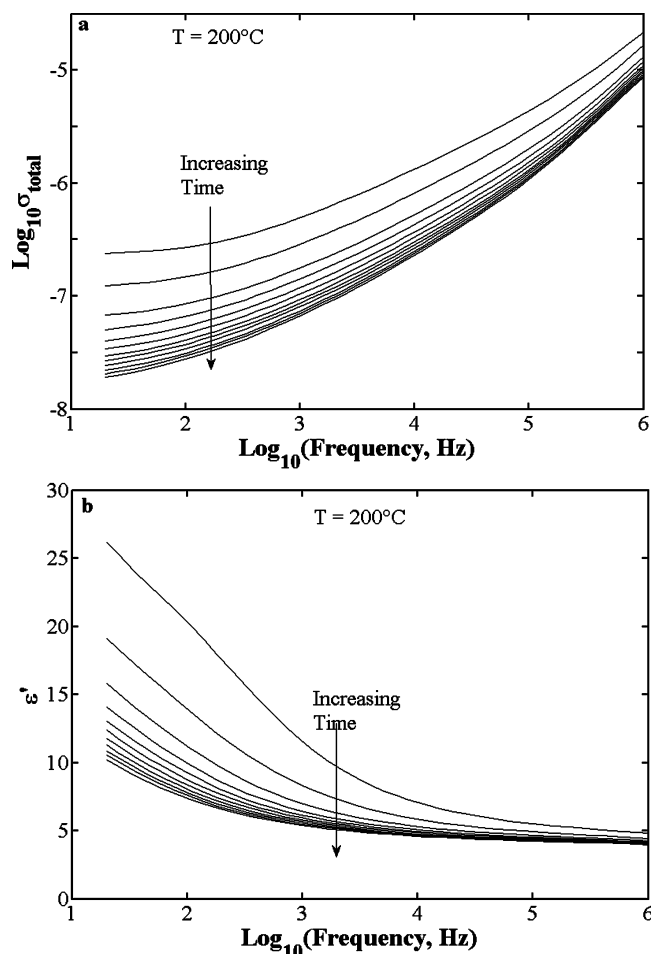 a
T = 200°C
-5
Increasing
Time
-6
-7
-8
Log10σtotal
1
2
3
4
5
6
Log10(Frequency, Hz)
30
b
T = 200°C
25
20
15
Increasing
Time
10
5
0
ε'
1
2
3
4
5
6
Log10(Frequency, Hz)